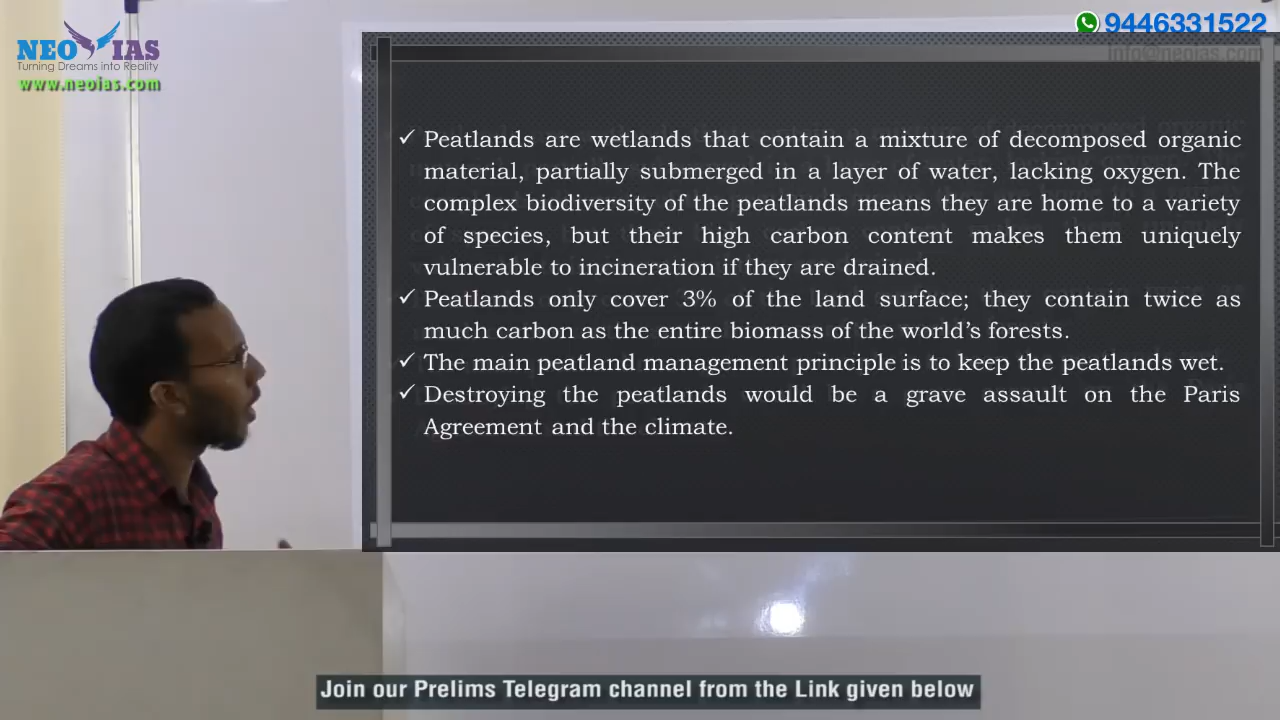 NEO IAS
Turning Dreams into Reality
www.neoias.com
9446331522
info@neoias.com
✓ Peatlands are wetlands that contain a mixture of decomposed organic
material, partially submerged in a layer of water, lacking oxygen. The
complex biodiversity of the peatlands means they are home to a variety
of species, but their high carbon content makes them uniquely
vulnerable to incineration if they are drained.
✓ Peatlands only cover 3% of the land surface; they contain twice as
much carbon as the entire biomass of the world's forests.
✓ The main peatland management principle is to keep the peatlands wet.
✓ Destroying the peatlands would be a grave assault on the Paris
Agreement and the climate.
Join our Prelims Telegram channel from the Link given below